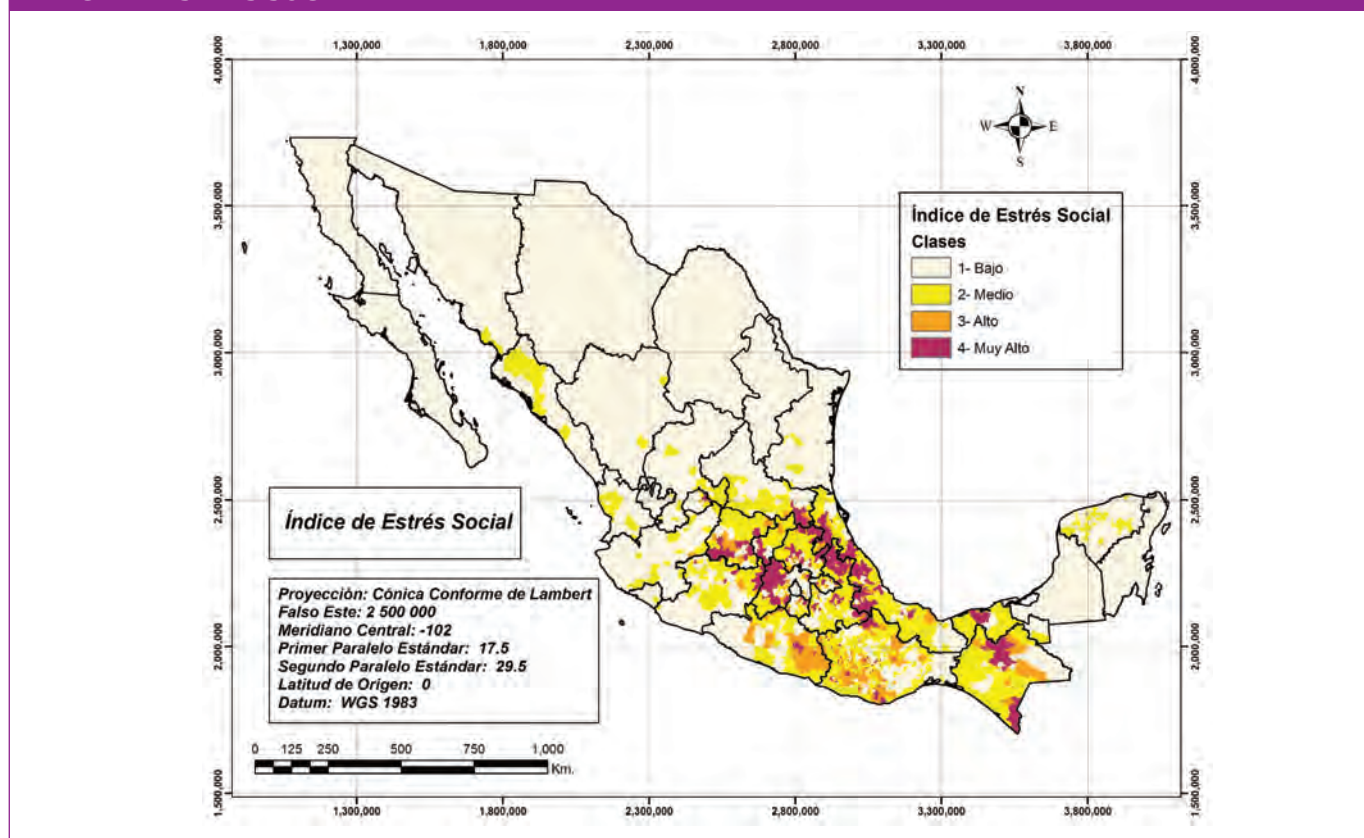 1,300,000 1,800,000 2,300,000 2,800,000 3,300,000 3,800,000
4,000,000 4,000,000
N
W E
S
3,500,000 3,500,000
Índice de Estrés Social
Clases
1- Bajo
2- Medio
3- Alto
4- Muy Alto
3,000,000 3,000,000
2,500,000 2,500,000
Índice de Estrés Social
Proyección: Cónica Conforme de Lambert
Falso Este: 2 500 000
Meridiano Central: -102
Primer Paralelo Estándar: 17.5
Segundo Paralelo Estándar: 29.5
Latitud de Origen: 0
Datum: WGS 1983
2,000,000 2,000,000
0 125 250 500 750 1,000
Km.
1,500,000 1,500,000
1,300,000 1,800,000 2,300,000 2,800,000 3,300,000 3,800,000